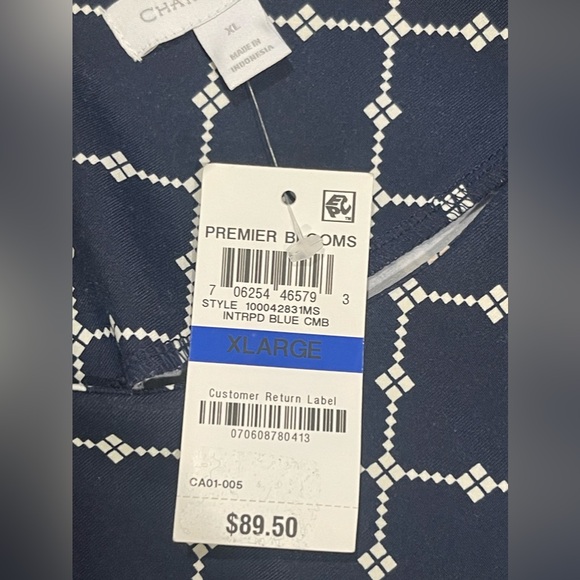 CHAR
XL
MADE IN
INDONESIA
PREMIER BLOOMS
7 06254 46579 3
STYLE 100042831MS
INTRPD BLUE CMB
XLARGE
Customer Return Label
070608780413
CA01-005
$89.50